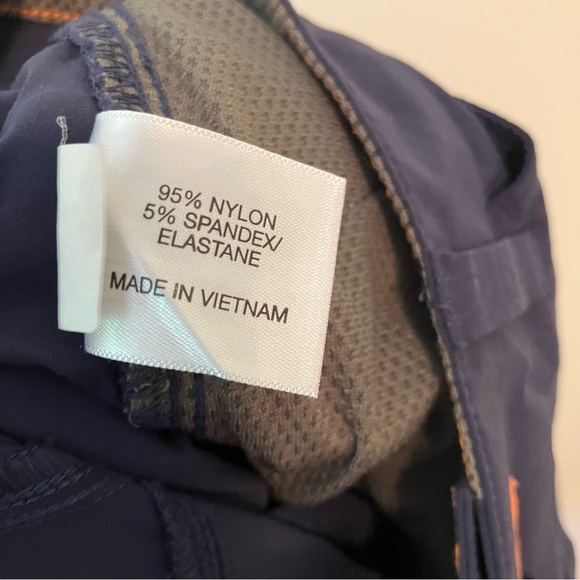 95% NYLON
5% SPANDEX/
ELASTANE
MADE IN VIETNAM